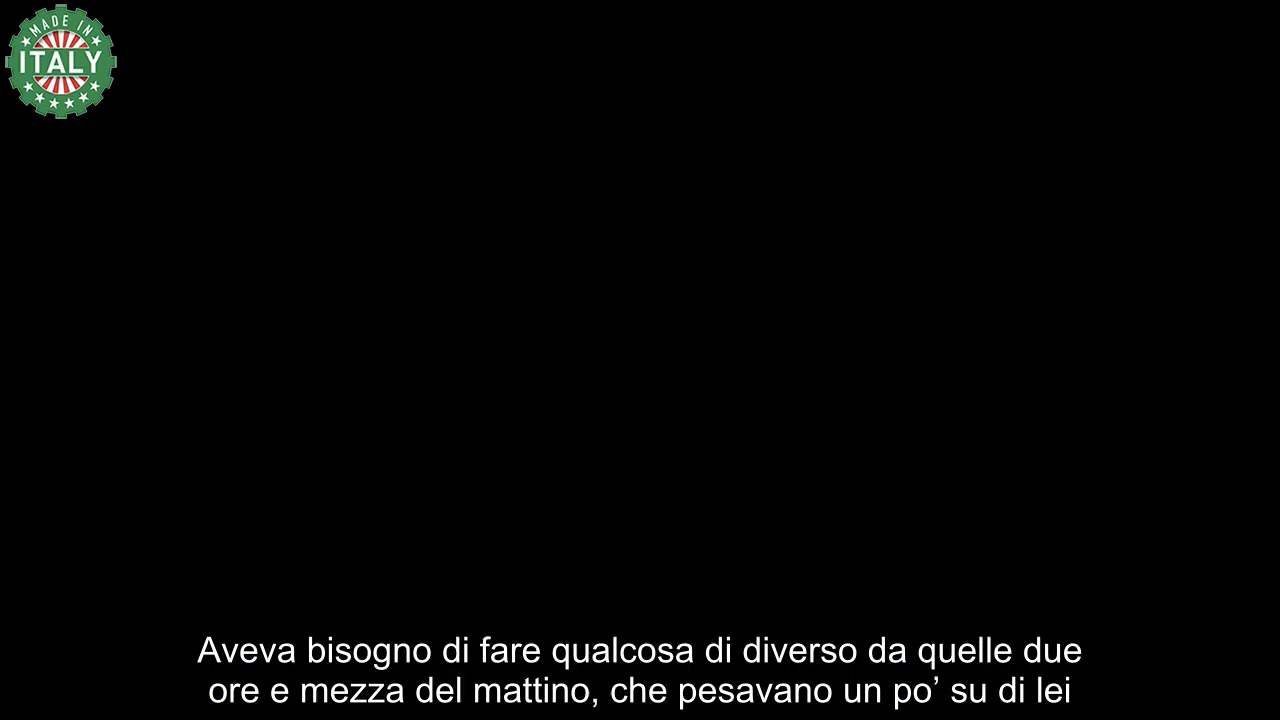 MADE IN
ITALY
Aveva bisogno di fare qualcosa di diverso da quelle due
ore e mezza del mattino, che pesavano un po’ su di lei